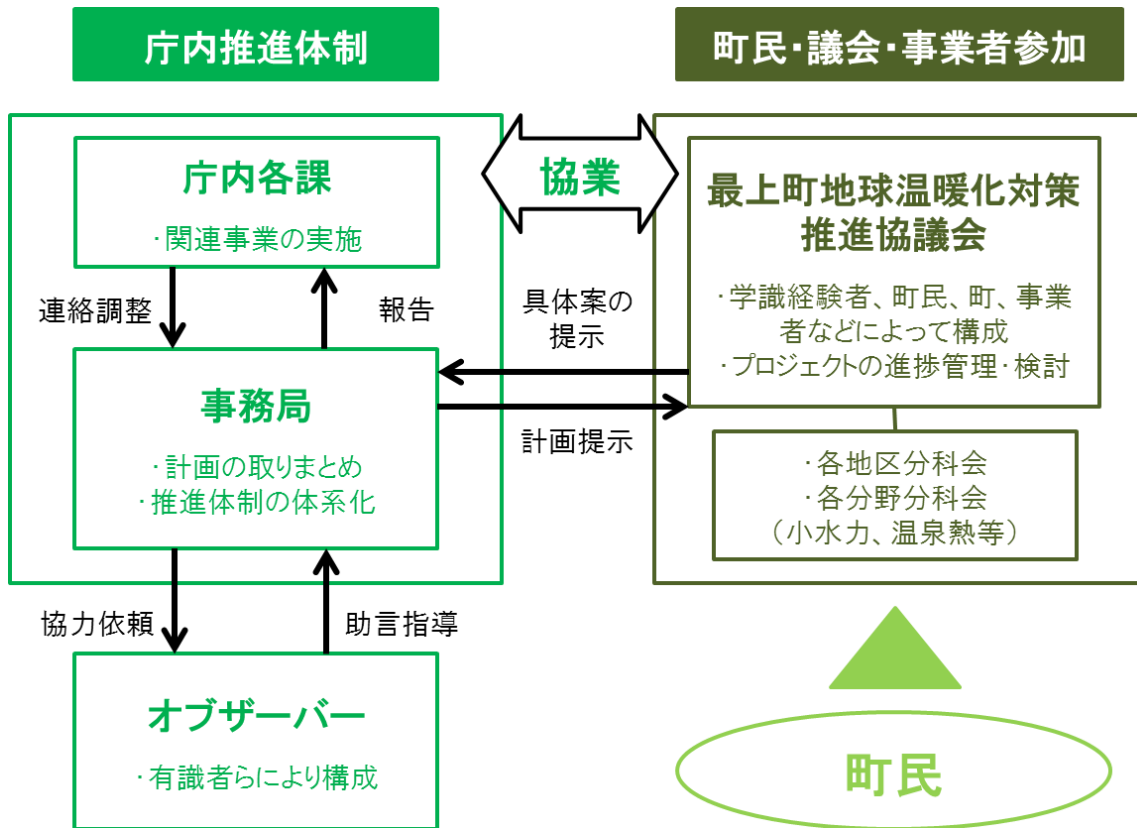 庁内推進体制
町民・議会・事業者参加
庁内各課
・関連事業の実施
協業
最上町地球温暖化対策
推進協議会
・学識経験者、町民、町、事業
者などによって構成
・プロジェクトの進捗管理・検討
連絡調整
報告
具体案の
提示
事務局
・計画の取りまとめ
・推進体制の体系化
計画提示
・各地区分科会
・各分野分科会
（小水力、温泉熱等）
協力依頼
助言指導
オブザーバー
・有識者らにより構成
町民